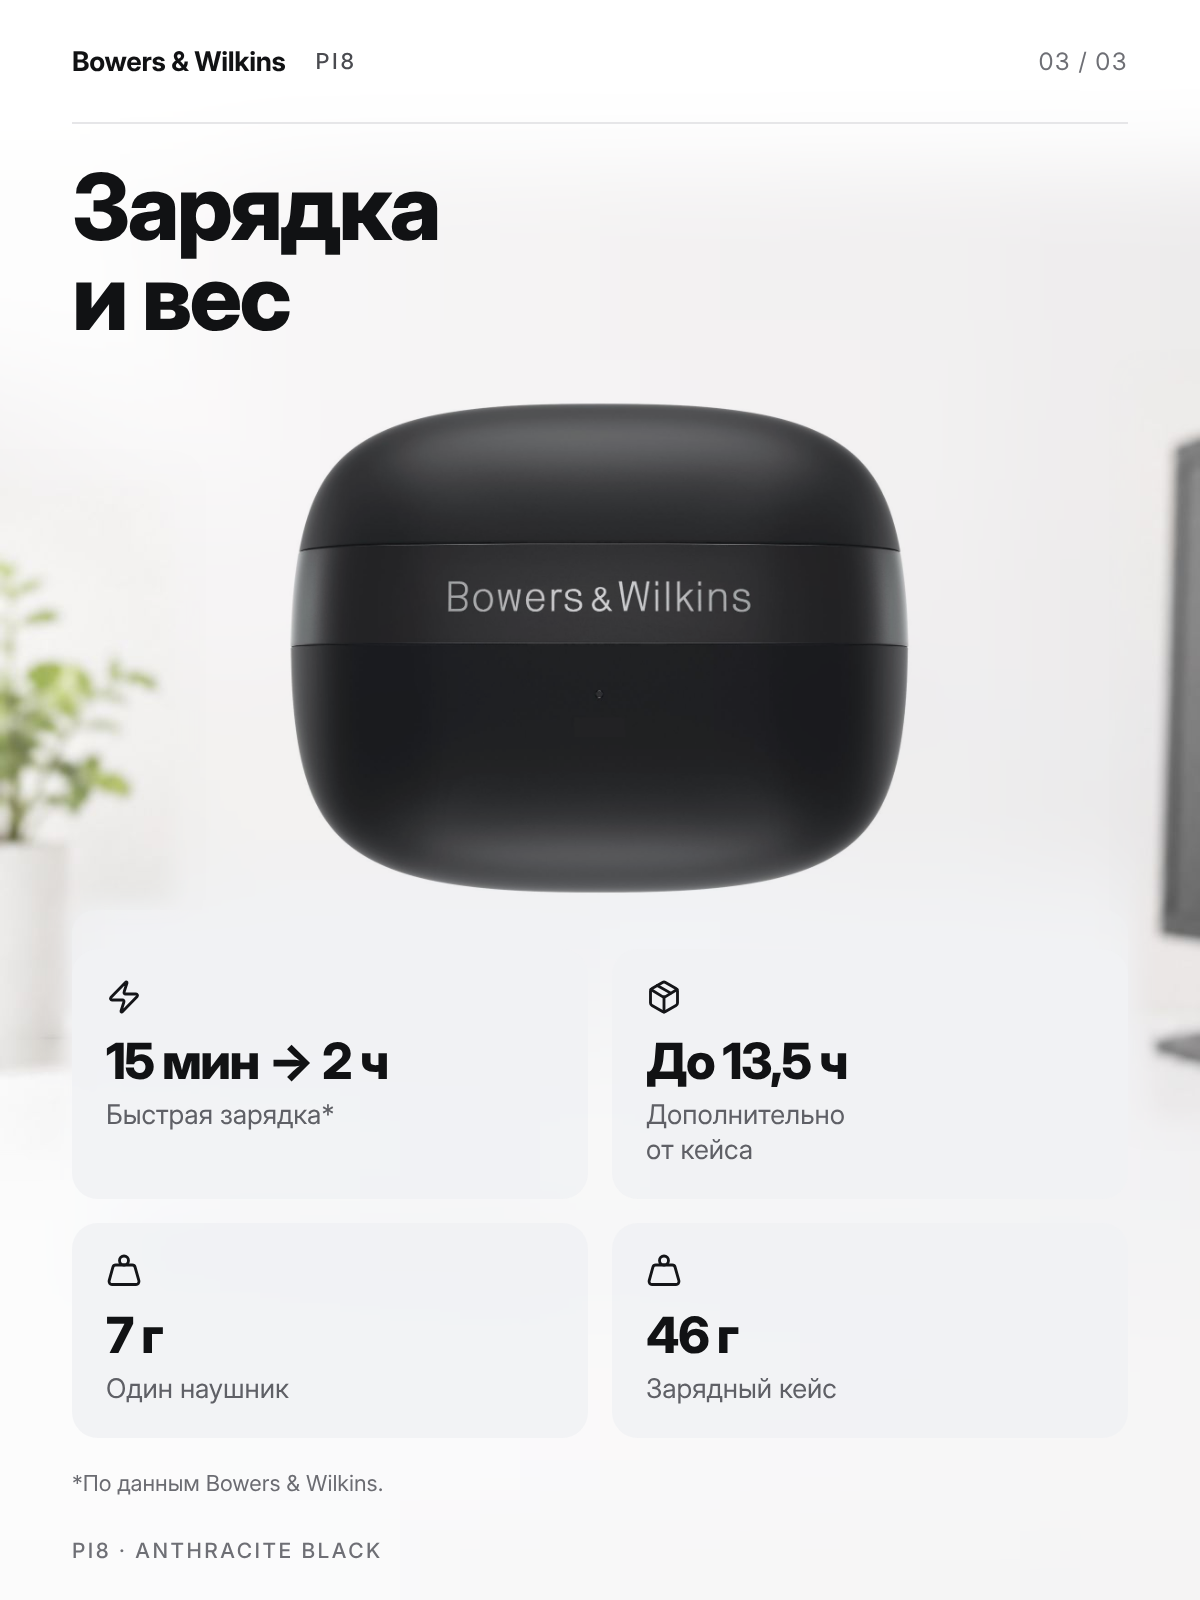 Bowers & Wilkins PI8
03 / 03
Зарядка
и вес
Bowers & Wilkins
15 мин → 2 ч
Быстрая зарядка*
До 13,5 ч
Дополнительно
от кейса
7 г
Один наушник
46 г
Зарядный кейс
*По данным Bowers & Wilkins.
PI8 · ANTHRACITE BLACK